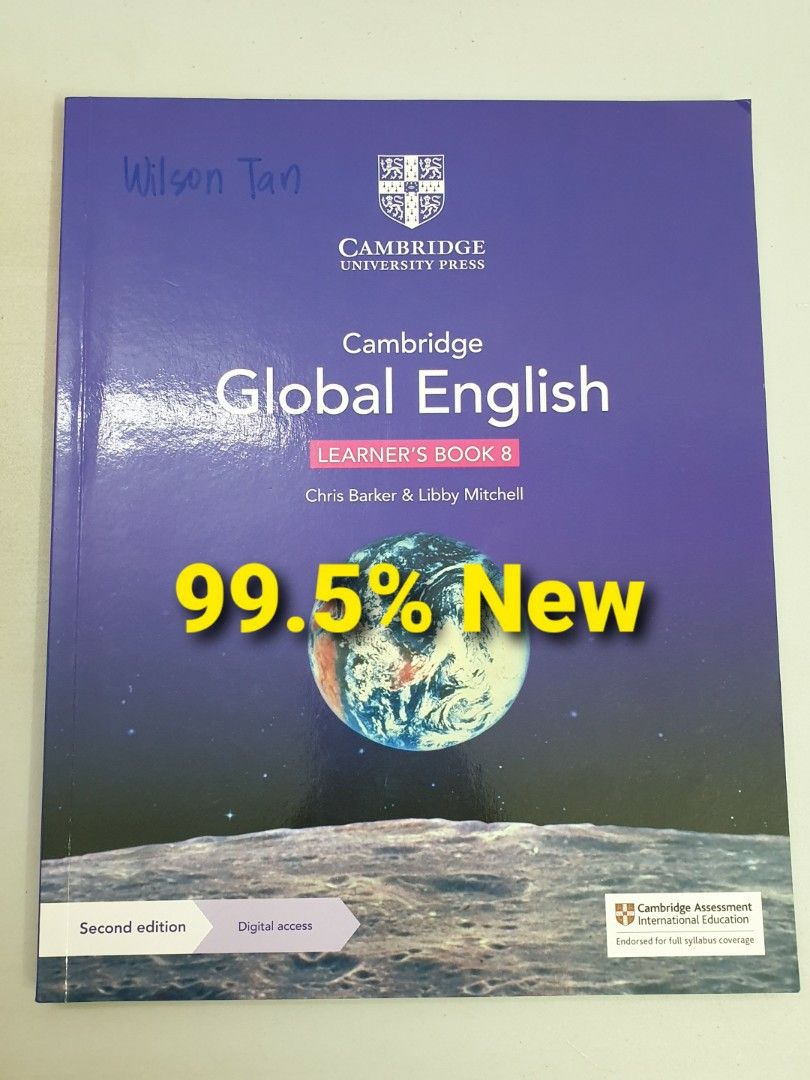 Wilson Tan
CAMBRIDGE
UNIVERSITY PRESS
Cambridge
Global English
LEARNER'S BOOK 8
Chris Barker & Libby Mitchell
99.5% New
Second edition
Digital access
Cambridge Assessment
International Education
Endorsed for full syllabus coverage